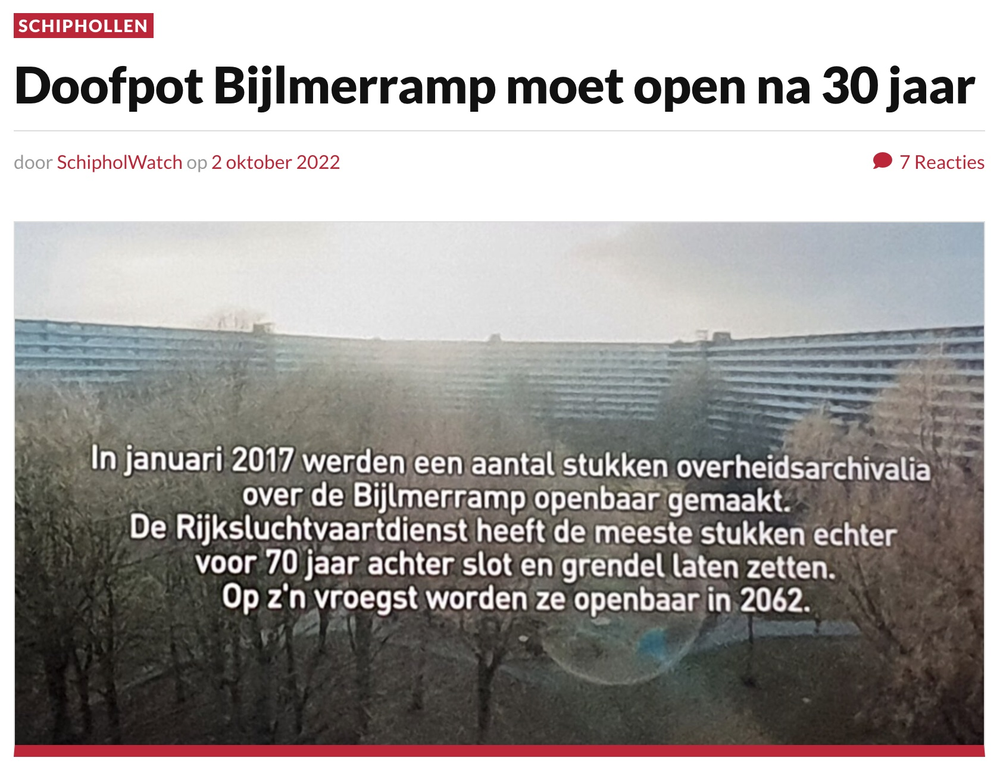 SCHIPHOLLEN
Doofpot Bijlmerramp moet open na 30 jaar
door SchipholWatch op 2 oktober 2022
7 Reacties
In januari 2017 werden een aantal stukken overheidsarchivalia
over de Bijlmerramp openbaar gemaakt.
De Rijksluchtvaartdienst heeft de meeste stukken echter
voor 70 jaar achter slot en grendel laten zetten.
Op z'n vroegst worden ze openbaar in 2062.